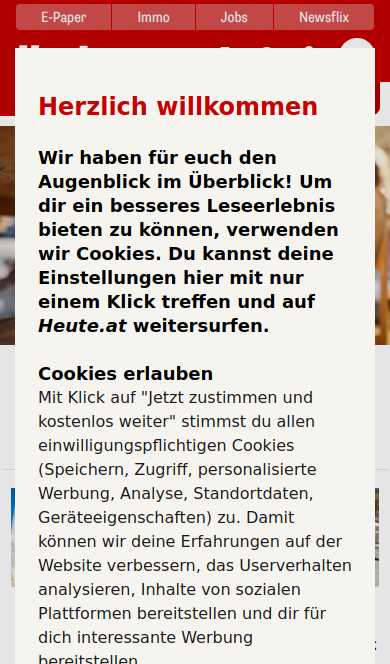 E-Paper
Immo
Jobs
Newsflix
Herzlich willkommen
Wir haben für euch den
Augenblick im Überblick! Um
dir ein besseres Leseerlebnis
bieten zu können, verwenden
wir Cookies. Du kannst deine
Einstellungen hier mit nur
einem Klick treffen und auf
Heute.at weitersurfen.
Cookies erlauben
Mit Klick auf "Jetzt zustimmen und
kostenlos weiter" stimmst du allen
einwilligungspflichtigen Cookies
(Speichern, Zugriff, personalisierte
Werbung, Analyse, Standortdaten,
Geräteeigenschaften) zu. Damit
können wir deine Erfahrungen auf der
Website verbessern, das Userverhalten
analysieren, Inhalte von sozialen
Plattformen bereitstellen und dir für
dich interessante Werbung
bereitstellen